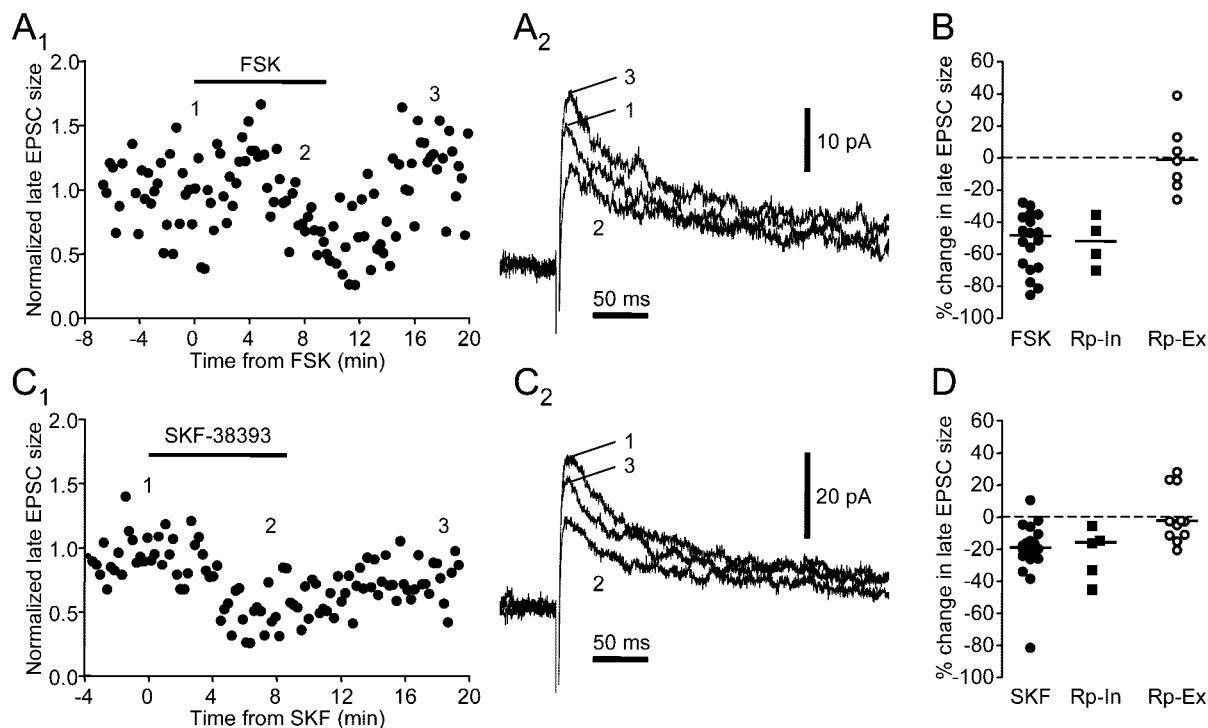 A1
Normalized late EPSC size
2.0
1.5
1.0
0.5
0.0
FSK
1
2
3
-8 -4 0 4 8 12 16 20
Time from FSK (min)
A2
3
1
2
10 pA
50 ms
B
% change in late EPSC size
60
40
20
0
-20
-40
-60
-80
-100
FSK Rp-In Rp-Ex
C1
Normalized late EPSC size
2.0
1.5
1.0
0.5
0.0
SKF-38393
1
2
3
-4 0 4 8 12 16 20
Time from SKF (min)
C2
1
3
2
20 pA
50 ms
D
% change in late EPSC size
60
40
20
0
-20
-40
-60
-80
-100
SKF Rp-In Rp-Ex